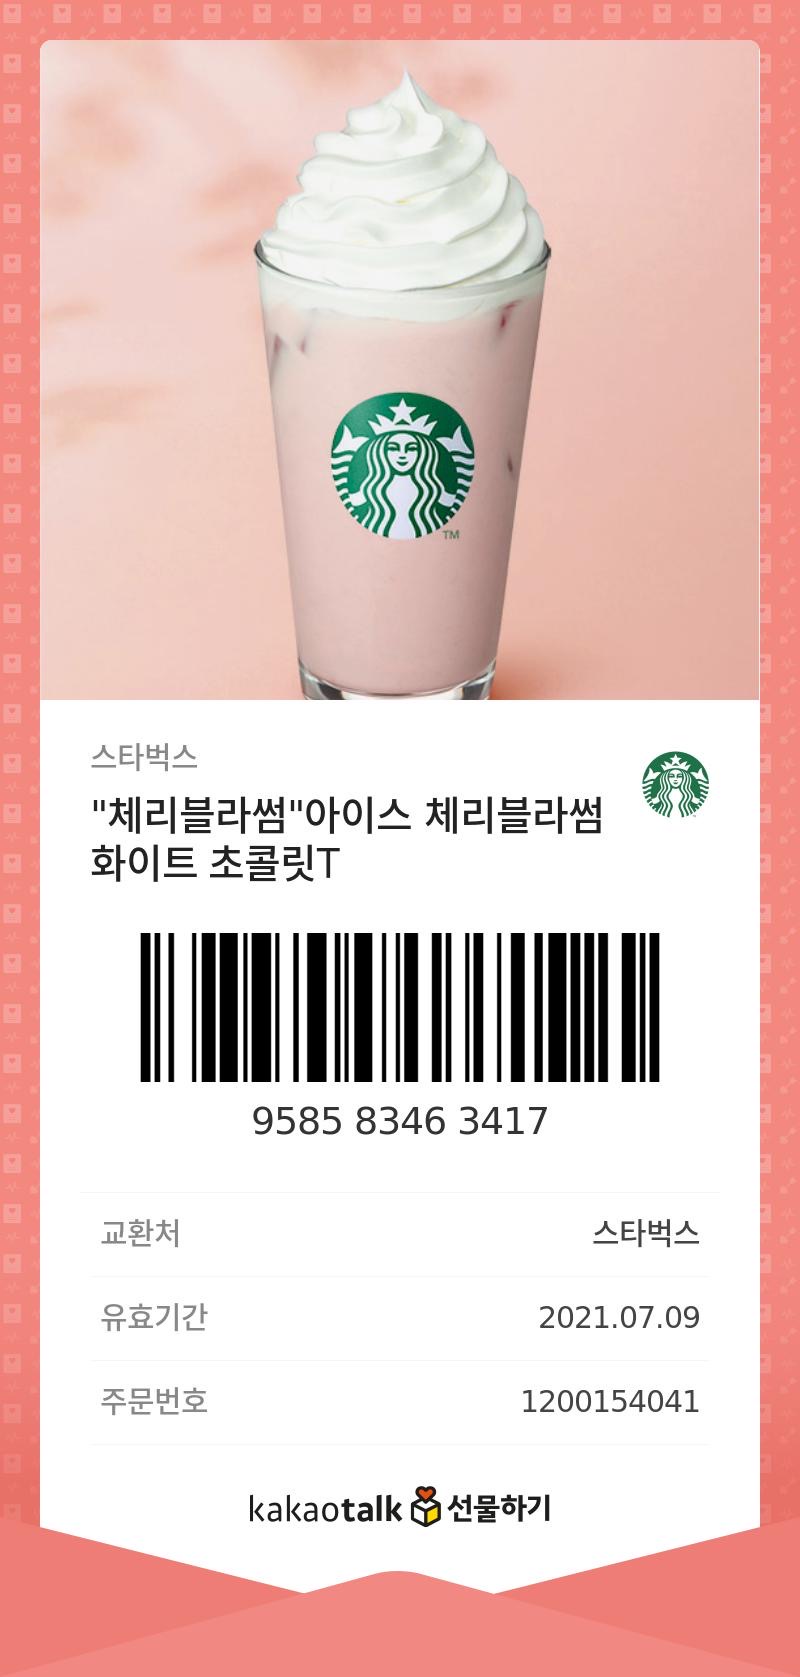 TM
스타벅스
"체리블라썸"아이스 체리블라썸
화이트 초콜릿T
9585 8346 3417
교환처 스타벅스
유효기간 2021.07.09
주문번호 1200154041
kakaotalk 선물하기